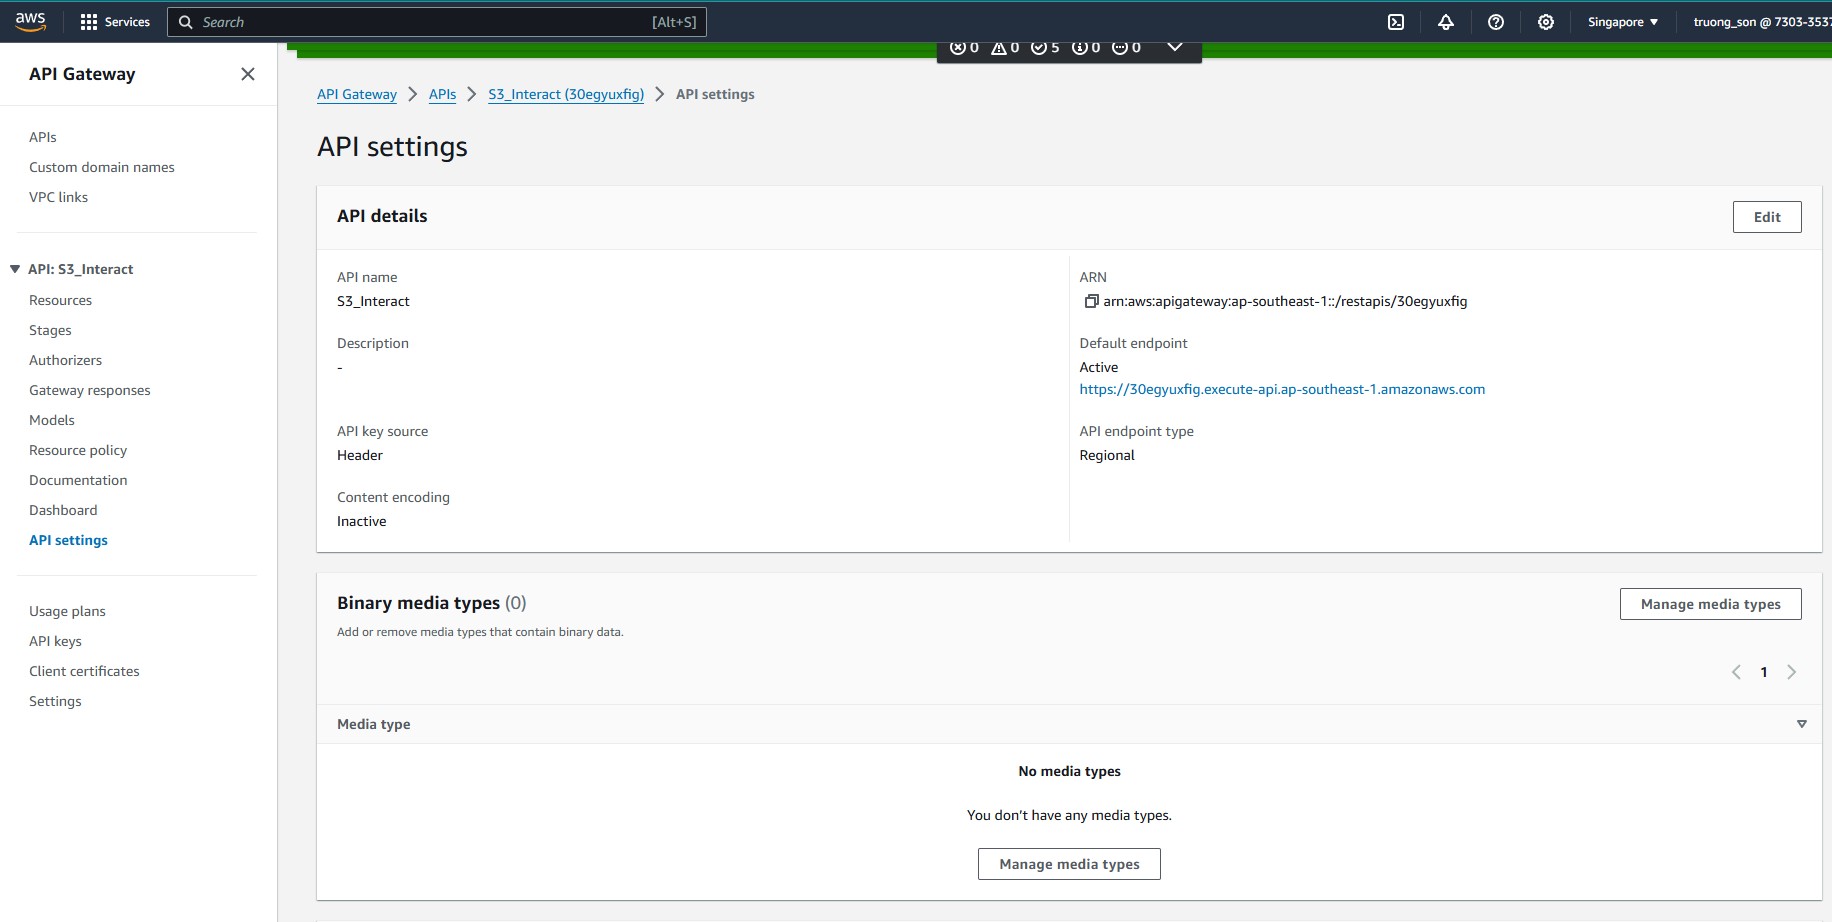 aws
Services
Search
[Alt+S]
Singapore
truong_son @ 7303-3537
API Gateway
0 0 5 0 0
API Gateway > APIs > S3_Interact (30egyuxfig) > API settings
APIs
Custom domain names
VPC links
API: S3_Interact
Resources
Stages
Authorizers
Gateway responses
Models
Resource policy
Documentation
Dashboard
API settings
Usage plans
API keys
Client certificates
Settings
API settings
API details
Edit
API name
S3_Interact
ARN
arn:aws:apigateway:ap-southeast-1::/restapis/30egyuxfig
Description
-
Default endpoint
Active
https://30egyuxfig.execute-api.ap-southeast-1.amazonaws.com
API key source
Header
API endpoint type
Regional
Content encoding
Inactive
Binary media types (0)
Manage media types
Add or remove media types that contain binary data.
1
Media type
No media types
You don't have any media types.
Manage media types